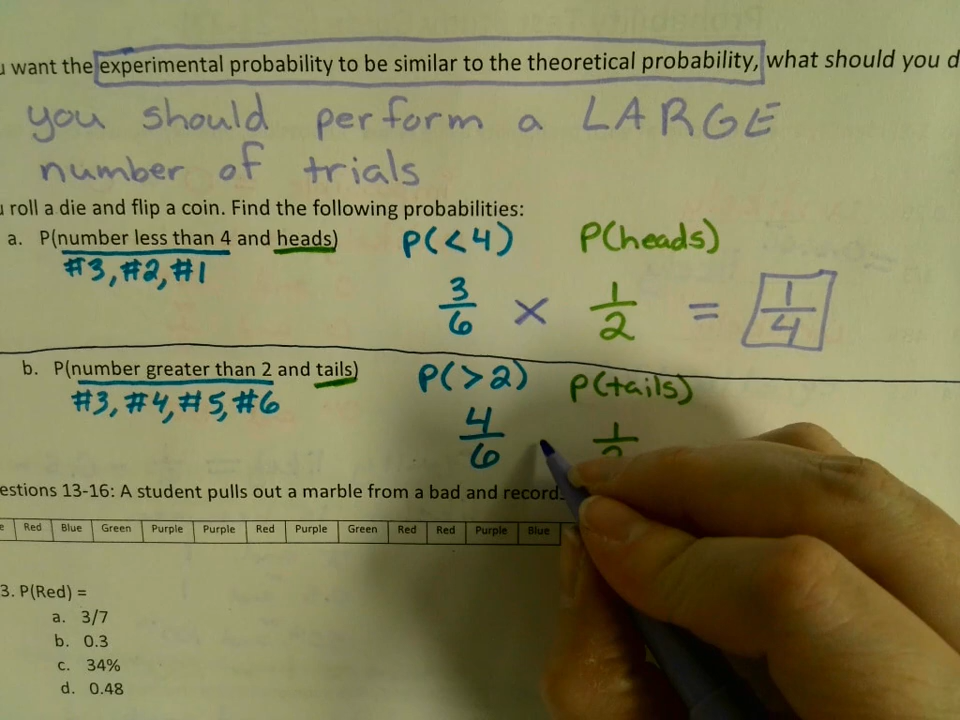 want the experimental probability to be similar to the theoretical probability, what should you
you should perform a LARGE
number of trials
roll a die and flip a coin. Find the following probabilities:
a. P(number less than 4 and heads) P(<4) P(heads)
#3, #2, #1
3/6 × 1/2 = 1/4
b. P(number greater than 2 and tails) P(>2) P(tails)
#3, #4, #5, #6
4/6 1/2
13-16: A student pulls out a marble from a bad and
Red Blue Green Purple Purple Red Purple Green Red Red Purple Blue
3. P(Red) =
a. 3/7
b. 0.3
c. 34%
d. 0.48